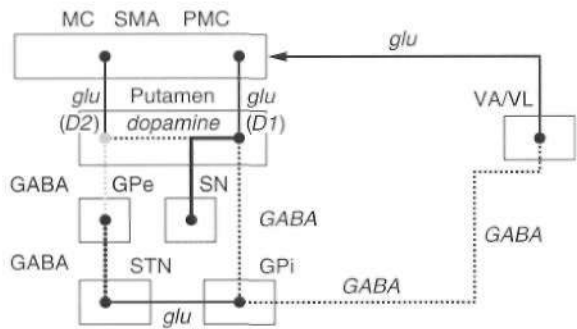 MC SMA PMC
glu
glu Putamen glu
VA/VL
(D2) dopamine (D1)
GABA GPe SN
GABA
GABA
GABA STN GPi
GABA
glu